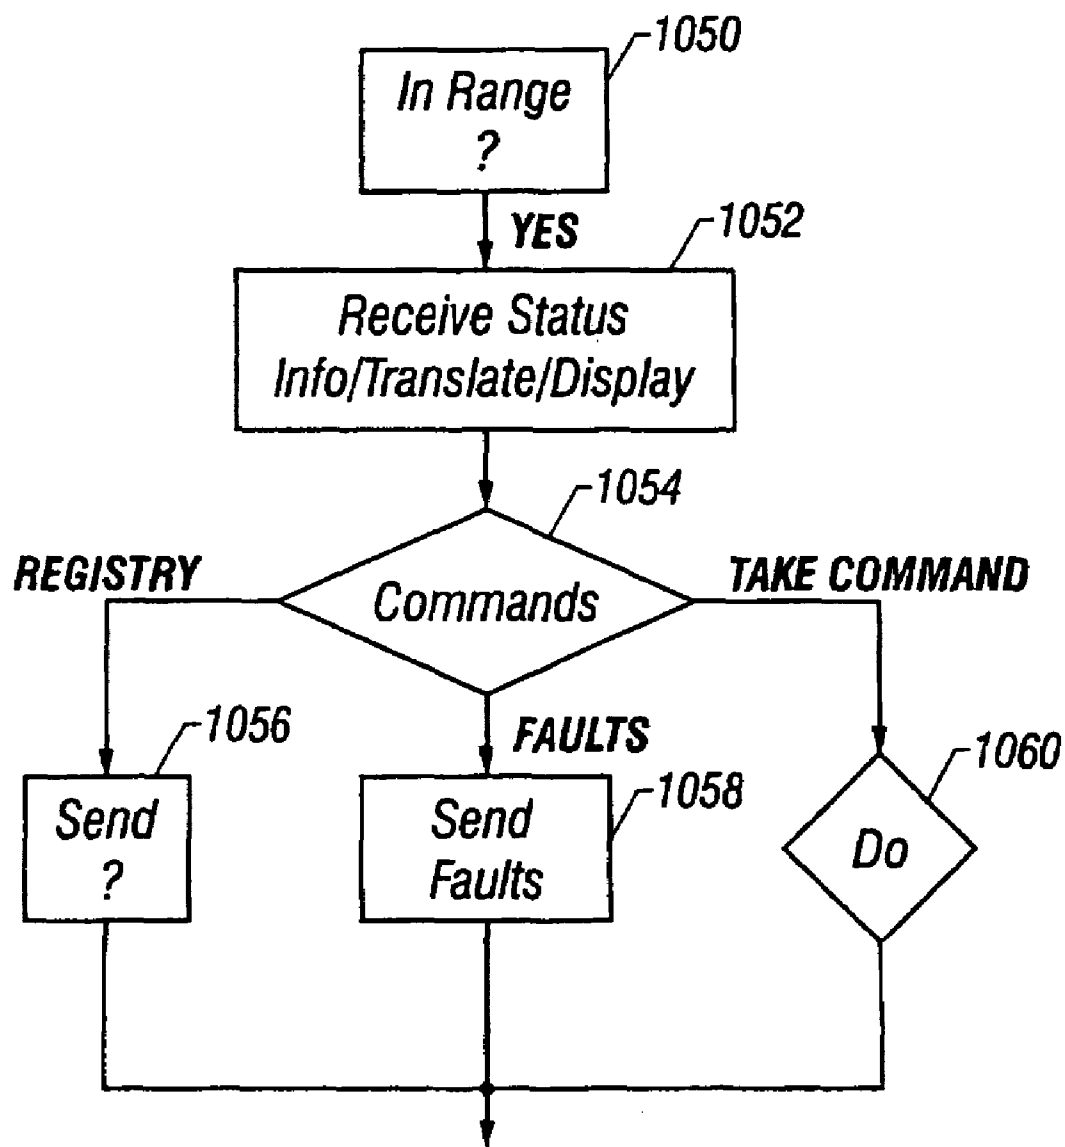 1050
In Range
?
YES
1052
Receive Status
Info/Translate/Display
1054
REGISTRY
Commands
TAKE COMMAND
1056
FAULTS
1060
Send
?
Send
Faults
1058
Do